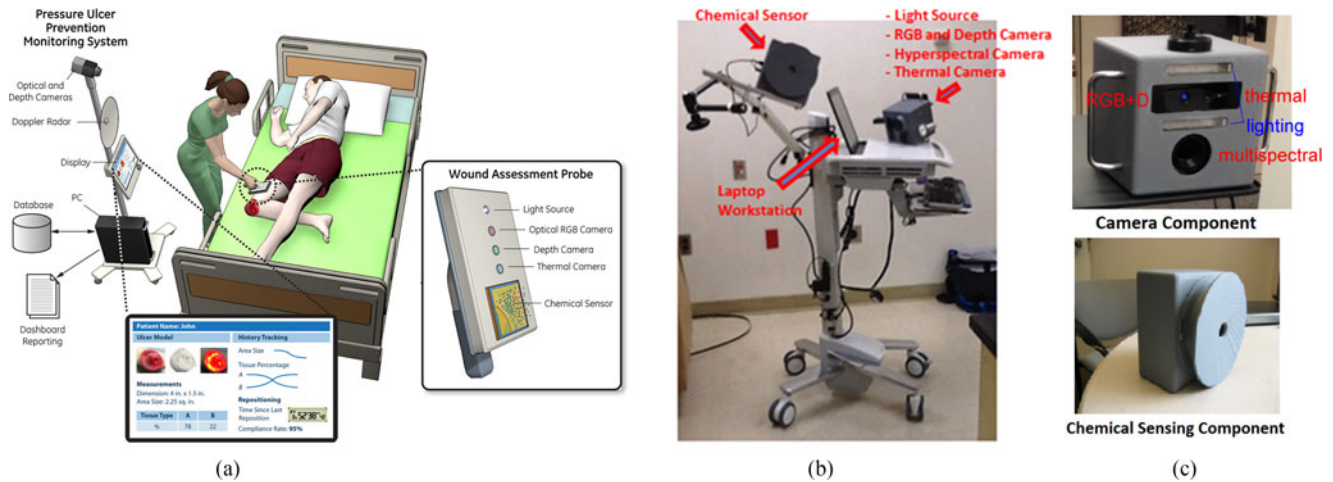 Pressure Ulcer
Prevention
Monitoring System
Optical and
Depth Cameras
Doppler Radar
Display
Database
PC
Dashboard
Reporting
Wound Assessment Probe
Light Source
Optical RGB Camera
Depth Camera
Thermal Camera
Chemical Sensor
Patient Name: John
Ulcer Model
History Tracking
Area Size
Tissue Percentage
A
B
Measurements
Dimension: 4 in. x 1.5 in.
Area Size: 2.25 sq. in.
Tissue Type A B
% 78 22
Repositioning
Time Since Last
Reposition
Compliance Rate: 95%
(a)
Chemical Sensor
- Light Source
- RGB and Depth Camera
- Hyperspectral Camera
- Thermal Camera
Laptop
Workstation
(b)
RGB+D
thermal
lighting
multispectral
Camera Component
Chemical Sensing Component
(c)